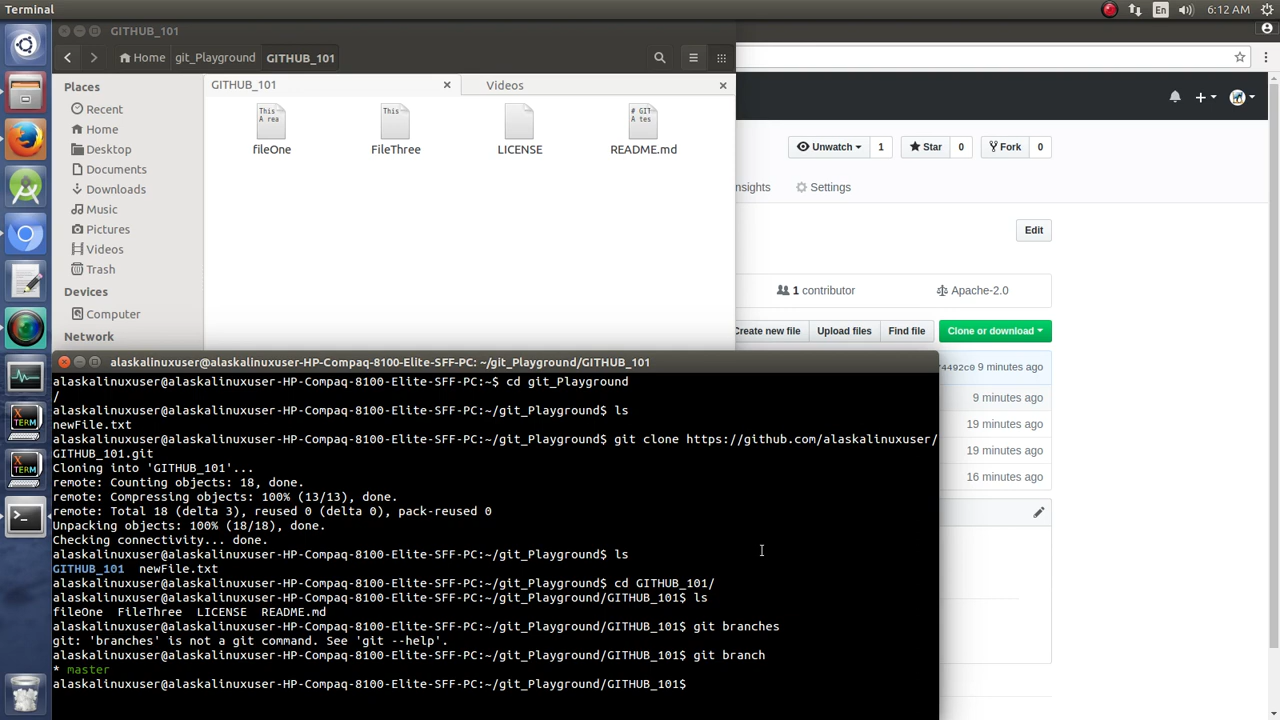 Terminal
En
6:12 AM
GITHUB_101
Home
git_Playground
GITHUB_101
Places
Recent
Home
Desktop
Documents
Downloads
Music
Pictures
Videos
Trash
Devices
Computer
Network
GITHUB_101
Videos
This
A rea
fileOne
This
FileThree
LICENSE
# GIT
A tes
README.md
Unwatch
1
Star
0
Fork
0
nsights
Settings
Edit
1 contributor
Apache-2.0
Create new file
Upload files
Find file
Clone or download
74492c0 9 minutes ago
9 minutes ago
19 minutes ago
19 minutes ago
16 minutes ago
XTERM
XTERM
alaskalinuxuser@alaskalinuxuser-HP-Compaq-8100-Elite-SFF-PC: ~/git_Playground/GITHUB_101
alaskalinuxuser@alaskalinuxuser-HP-Compaq-8100-Elite-SFF-PC:~$ cd git_Playground
/
alaskalinuxuser@alaskalinuxuser-HP-Compaq-8100-Elite-SFF-PC:~/git_Playground$ ls
newFile.txt
alaskalinuxuser@alaskalinuxuser-HP-Compaq-8100-Elite-SFF-PC:~/git_Playground$ git clone https://github.com/alaskalinuxuser/
GITHUB_101.git
Cloning into 'GITHUB_101'...
remote: Counting objects: 18, done.
remote: Compressing objects: 100% (13/13), done.
remote: Total 18 (delta 3), reused 0 (delta 0), pack-reused 0
Unpacking objects: 100% (18/18), done.
Checking connectivity... done.
alaskalinuxuser@alaskalinuxuser-HP-Compaq-8100-Elite-SFF-PC:~/git_Playground$ ls
GITHUB_101  newFile.txt
alaskalinuxuser@alaskalinuxuser-HP-Compaq-8100-Elite-SFF-PC:~/git_Playground$ cd GITHUB_101/
alaskalinuxuser@alaskalinuxuser-HP-Compaq-8100-Elite-SFF-PC:~/git_Playground/GITHUB_101$ ls
fileOne  FileThree  LICENSE  README.md
alaskalinuxuser@alaskalinuxuser-HP-Compaq-8100-Elite-SFF-PC:~/git_Playground/GITHUB_101$ git branches
git: 'branches' is not a git command. See 'git --help'.
alaskalinuxuser@alaskalinuxuser-HP-Compaq-8100-Elite-SFF-PC:~/git_Playground/GITHUB_101$ git branch
* master
alaskalinuxuser@alaskalinuxuser-HP-Compaq-8100-Elite-SFF-PC:~/git_Playground/GITHUB_101$